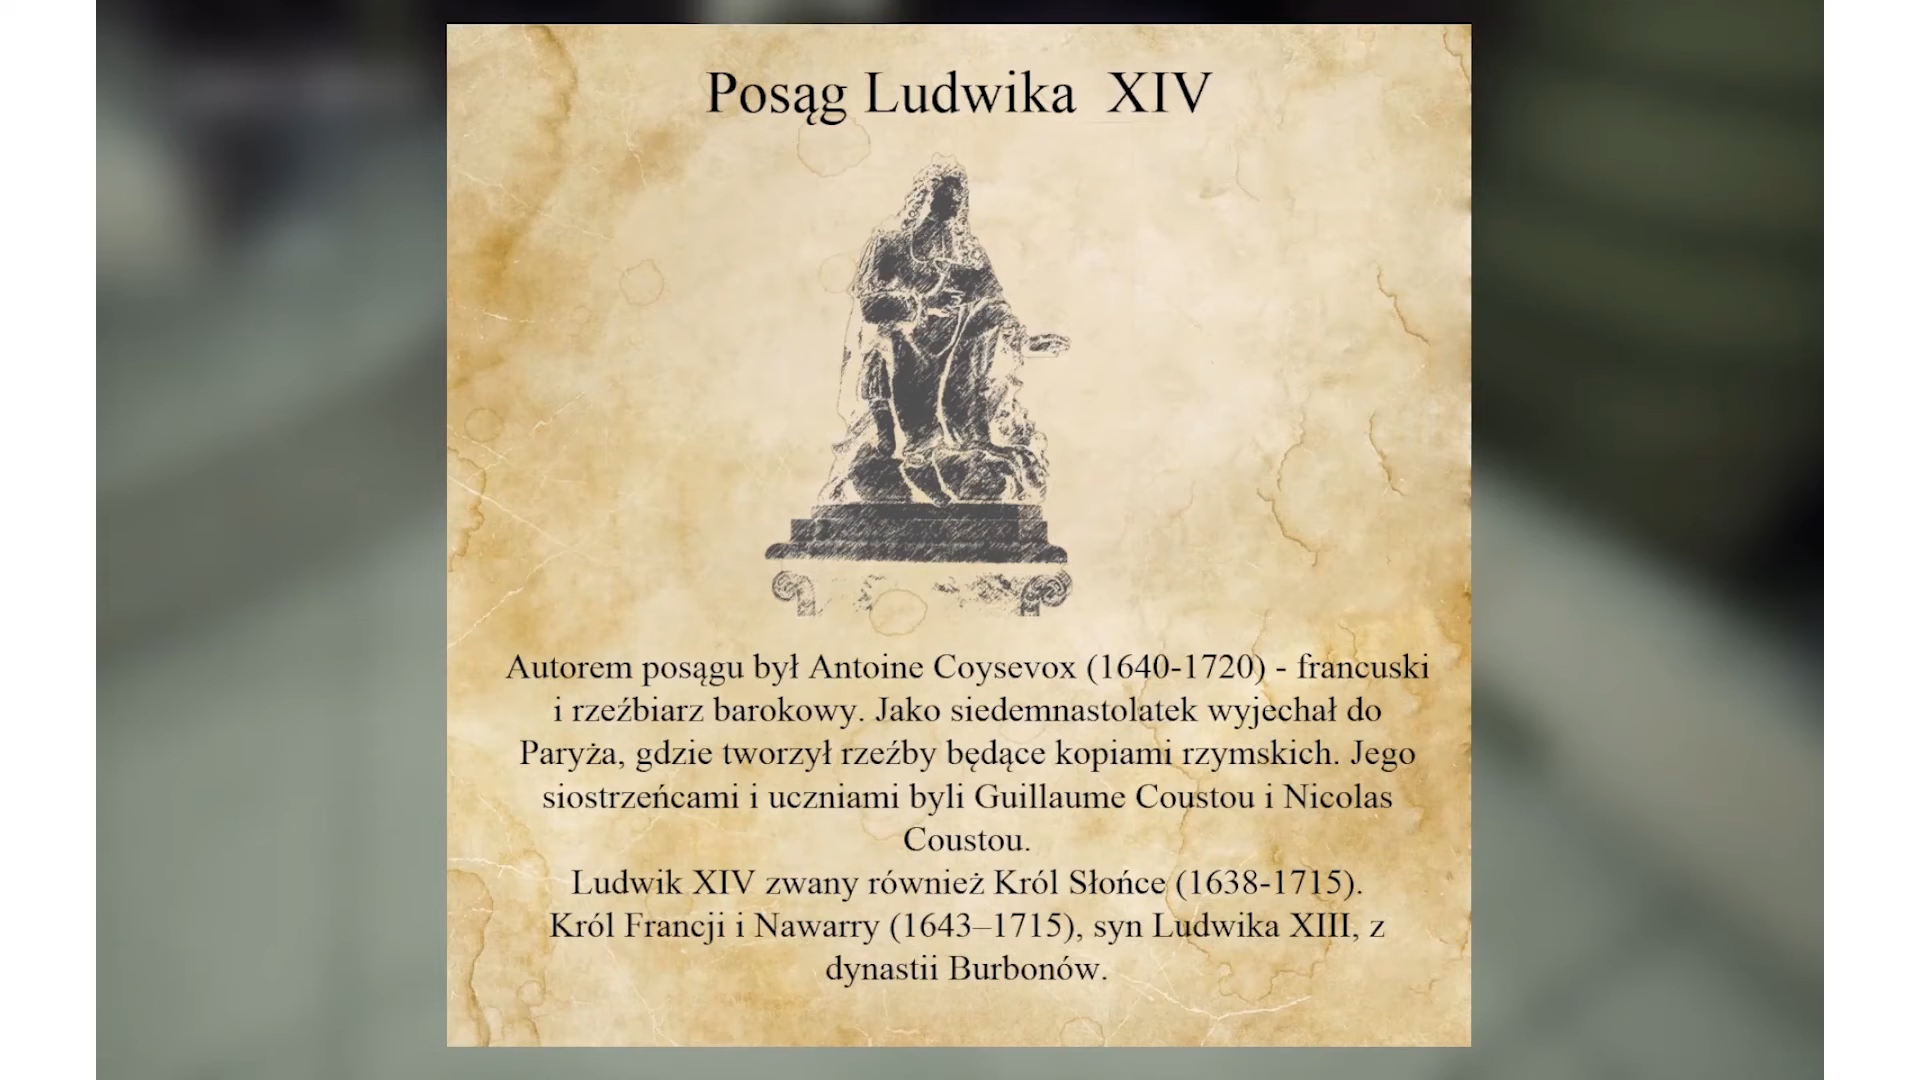 Posąg Ludwika XIV
Autorem posągu był Antoine Coysevox (1640-1720) - francuski
i rzeźbiarz barokowy. Jako siedemnastolatek wyjechał do
Paryża, gdzie tworzył rzeźby będące kopiami rzymskich. Jego
siostrzeńcami i uczniami byli Guillaume Coustou i Nicolas
Coustou.
Ludwik XIV zwany również Król Słońce (1638-1715).
Król Francji i Nawarry (1643–1715), syn Ludwika XIII, z
dynastii Burbonów.